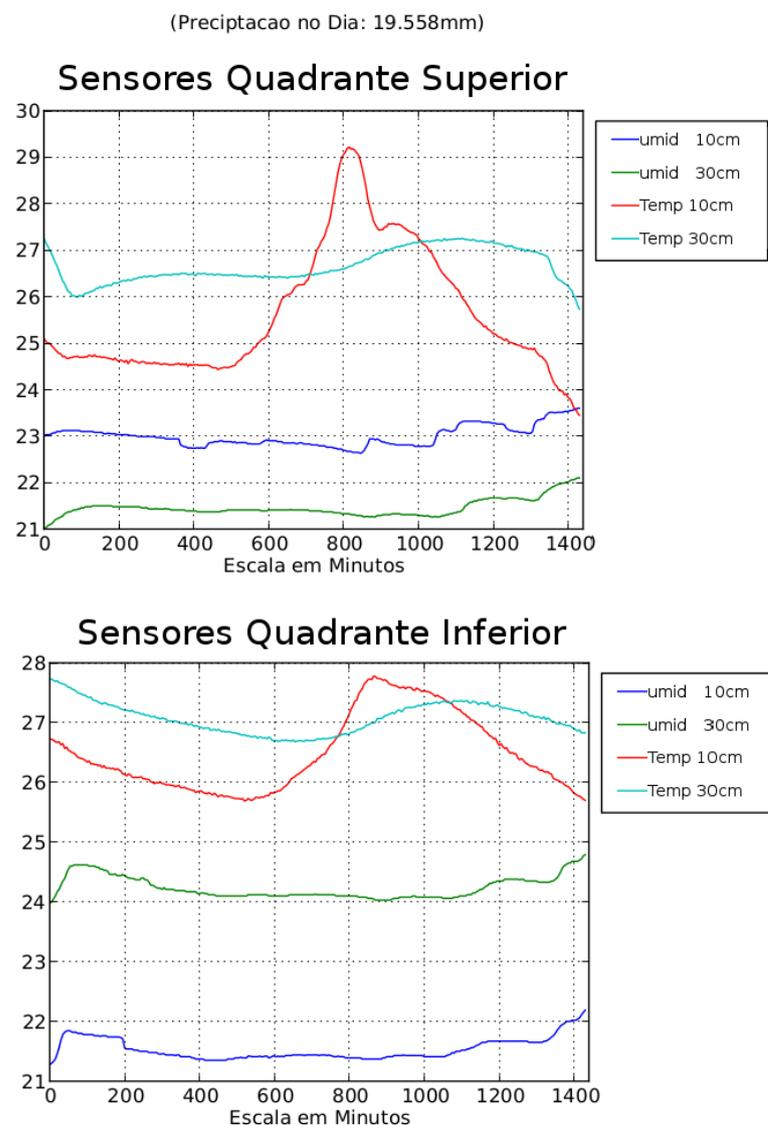 (Preciptacao no Dia: 19.558mm)
Sensores Quadrante Superior
30
29
28
27
26
25
24
23
22
21
0 200 400 600 800 1000 1200 1400
Escala em Minutos
umid 10cm
umid 30cm
Temp 10cm
Temp 30cm
Sensores Quadrante Inferior
28
27
26
25
24
23
22
21
0 200 400 600 800 1000 1200 1400
Escala em Minutos
umid 10cm
umid 30cm
Temp 10cm
Temp 30cm